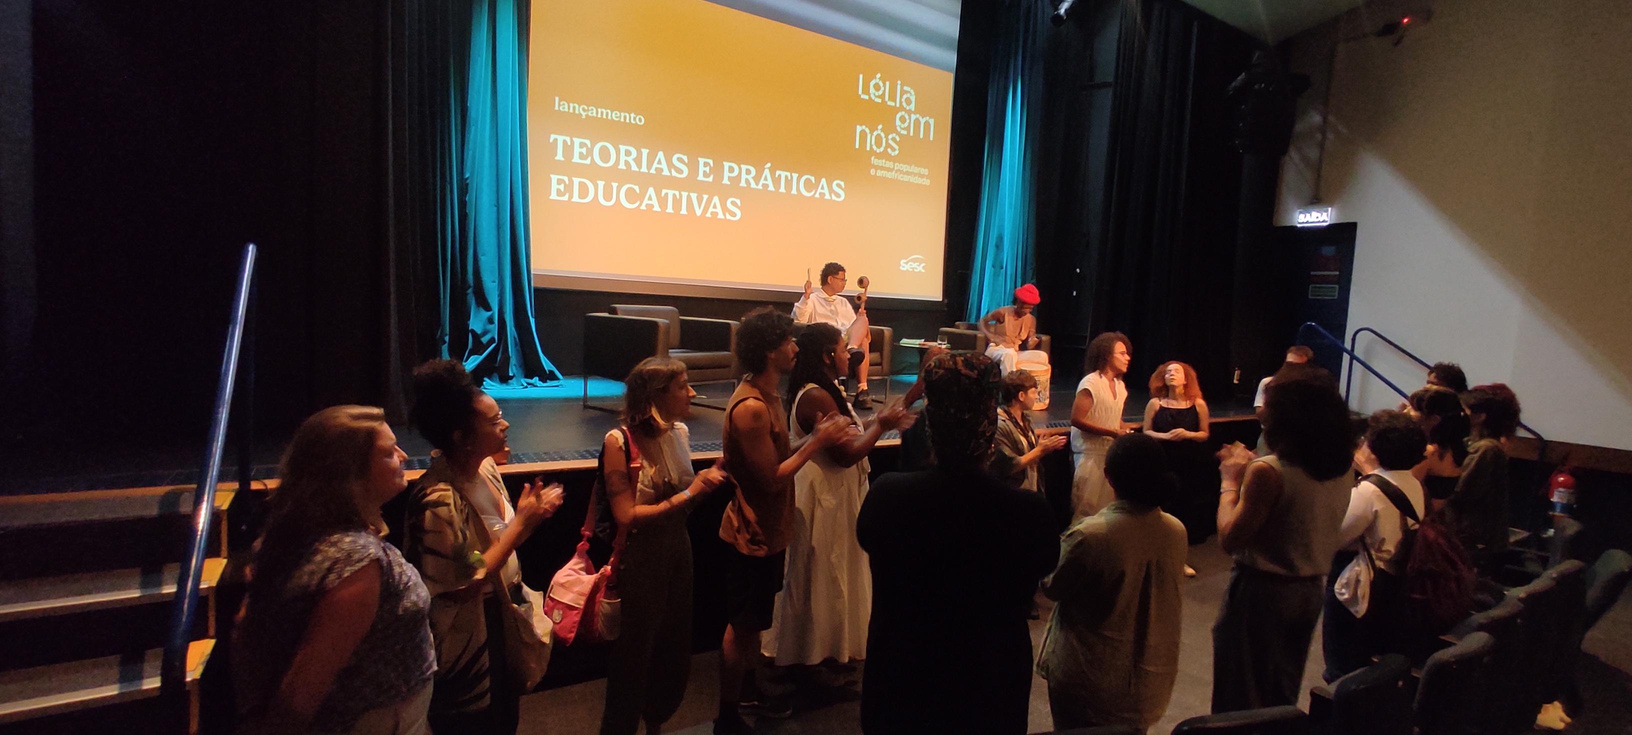 lançamento
TEORIAS E PRÁTICAS
EDUCATIVAS
Lélia
em
nós
festas populares
e amefricanidade
Sesc
SAÍDA